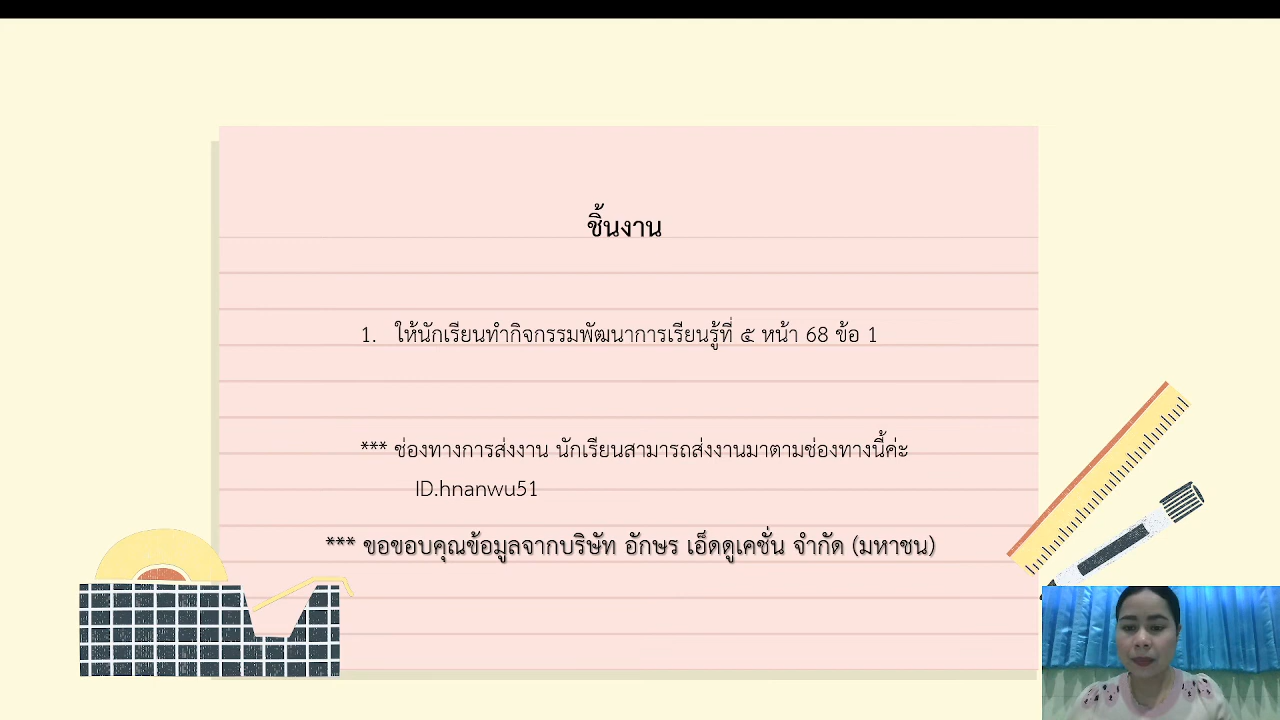 ชิ้นงาน
1. ให้นักเรียนทำกิจกรรมพัฒนาการเรียนรู้ที่ ๕ หน้า 68 ข้อ 1
*** ช่องทางการส่งงาน นักเรียนสามารถส่งงานมาตามช่องทางนี้ค่ะ
ID.hnanwu51
*** ขอขอบคุณข้อมูลจากบริษัท อักษร เอ็ดดูเคชั่น จำกัด (มหาชน)